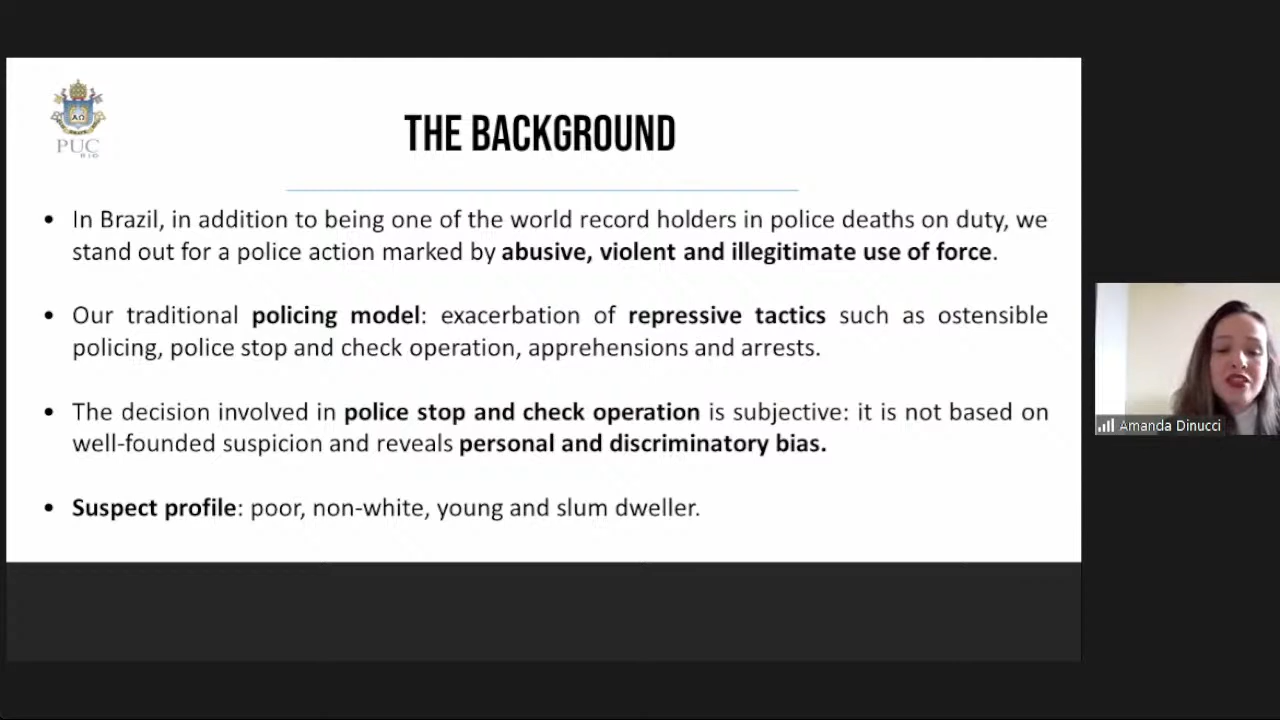 PUC
RIO
THE BACKGROUND
• In Brazil, in addition to being one of the world record holders in police deaths on duty, we
stand out for a police action marked by abusive, violent and illegitimate use of force.
• Our traditional policing model: exacerbation of repressive tactics such as ostensible
policing, police stop and check operation, apprehensions and arrests.
• The decision involved in police stop and check operation is subjective: it is not based on
well-founded suspicion and reveals personal and discriminatory bias.
• Suspect profile: poor, non-white, young and slum dweller.
Amanda Dinucci